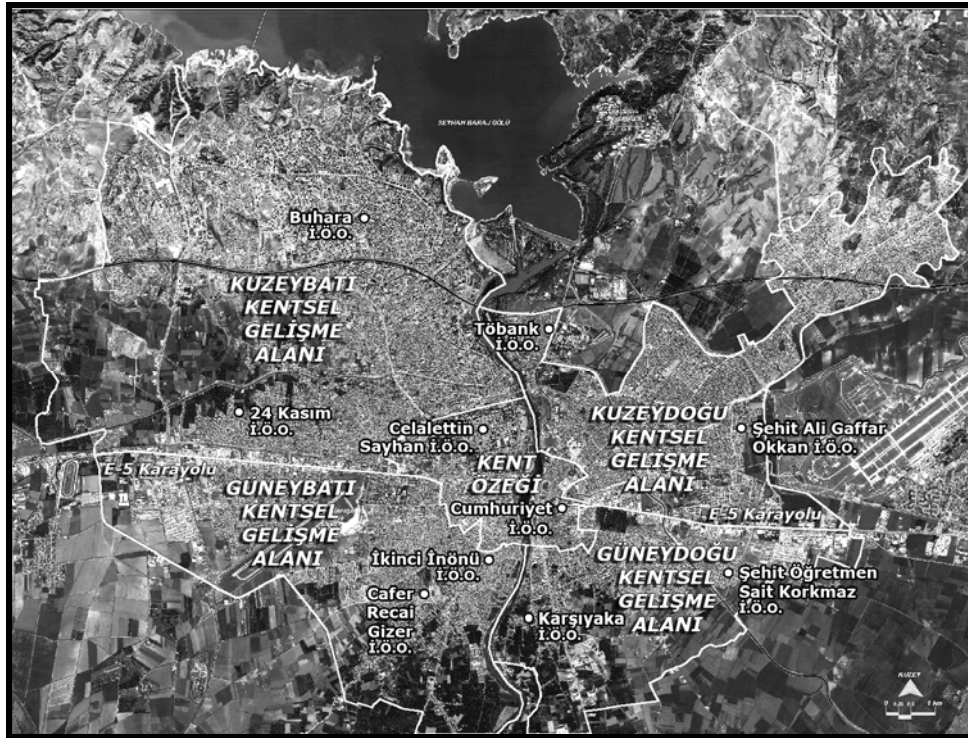 SEYHAN BARAJ GÖLÜ
Buhara
İ.Ö.O.
KUZEYBATI
KENTSEL
GELİŞME
ALANI
Töbank
İ.Ö.O.
24 Kasım
İ.Ö.O.
Celalettin
Sayhan İ.Ö.O.
KUZEYDOĞU
KENTSEL
GELİŞME
ALANI
Şehit Ali Gaffar
Okkan İ.Ö.O.
E-5 Karayolu
KENT
ÖZEĞİ
GÜNEYBATI
KENTSEL
GELİŞME
ALANI
Cumhuriyet
İ.Ö.O.
E-5 Karayolu
İkinci İnönü
İ.Ö.O.
GÜNEYDOĞU
KENTSEL
GELİŞME
ALANI
Şehit Öğretmen
Sait Korkmaz
İ.Ö.O.
Cafer
Recai
Gizer
İ.Ö.O.
Karşıyaka
İ.Ö.O.
KUZEY